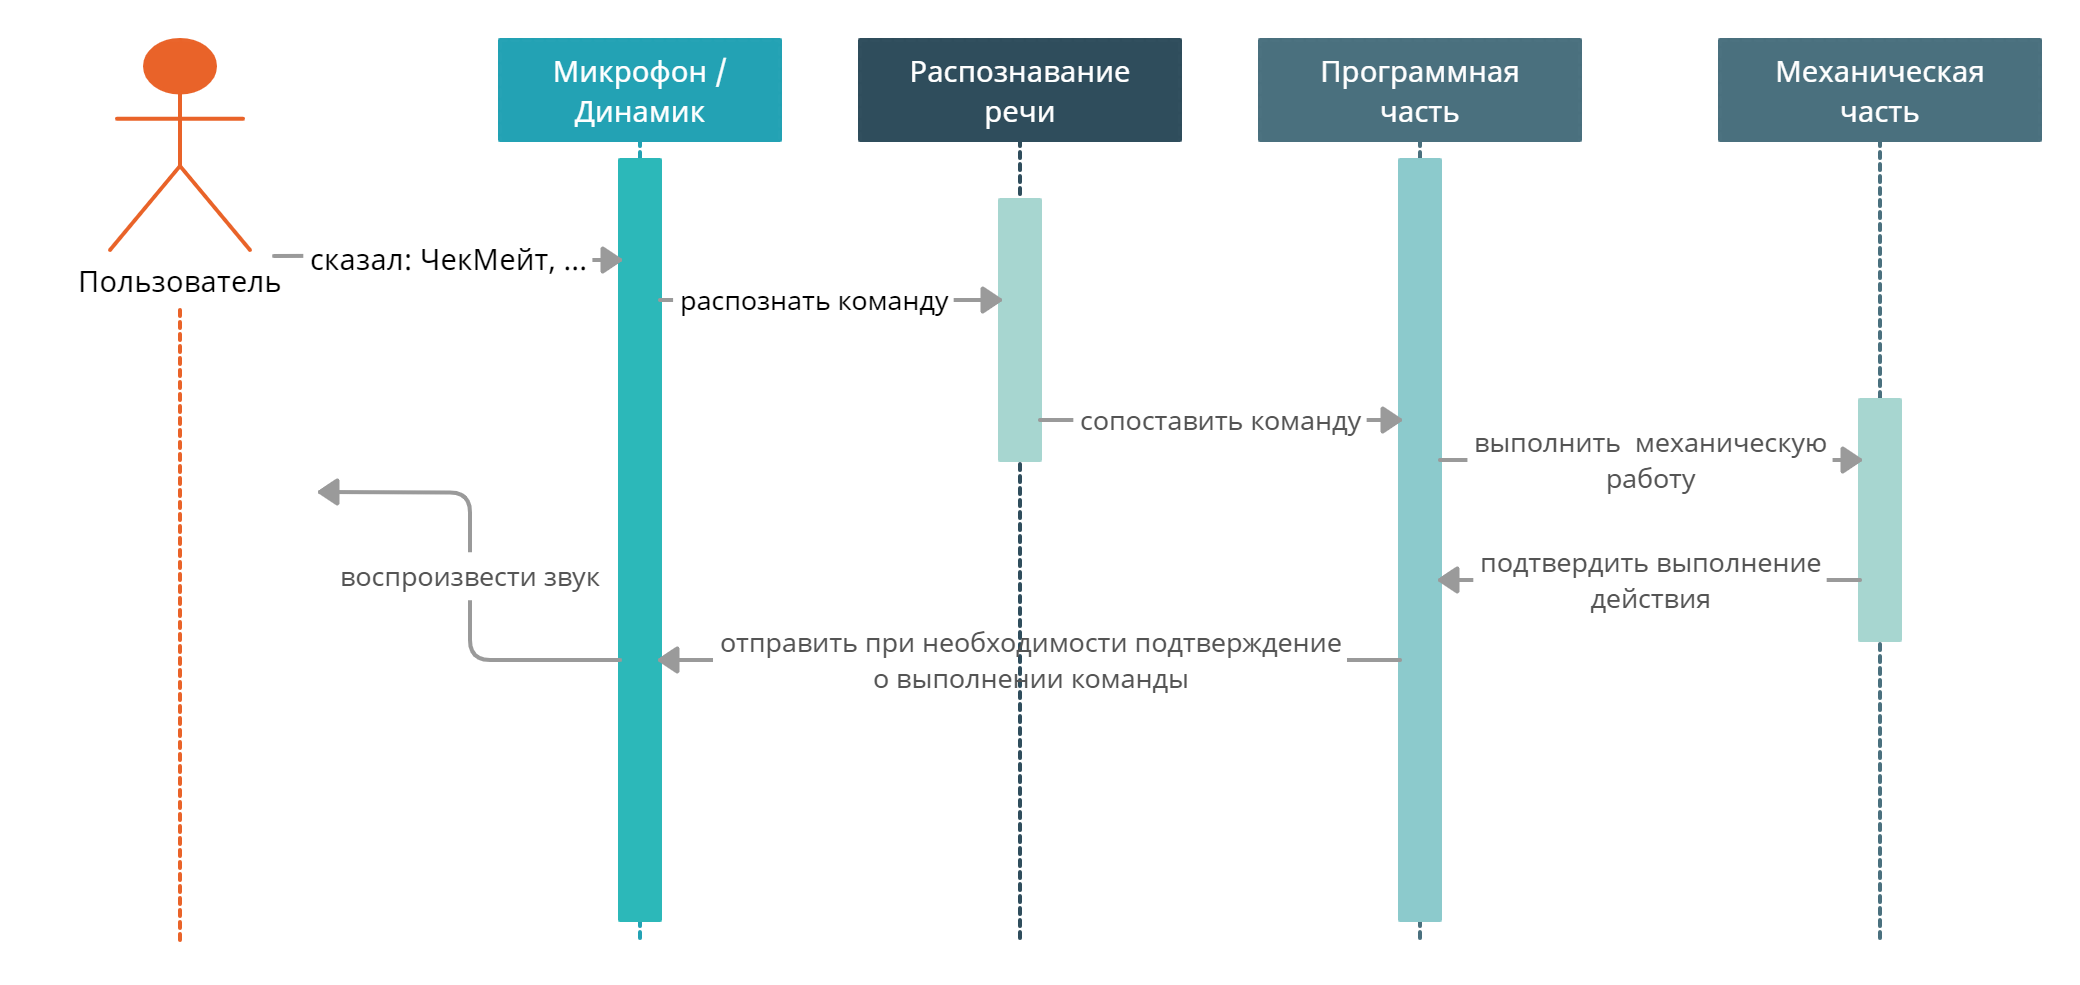 Микрофон /
Динамик
Распознавание
речи
Программная
часть
Механическая
часть
Пользователь
сказал: ЧекМейт, ...
распознать команду
сопоставить команду
выполнить  механическую
работу
подтвердить выполнение
действия
воспроизвести звук
отправить при необходимости подтверждение
о выполнении команды